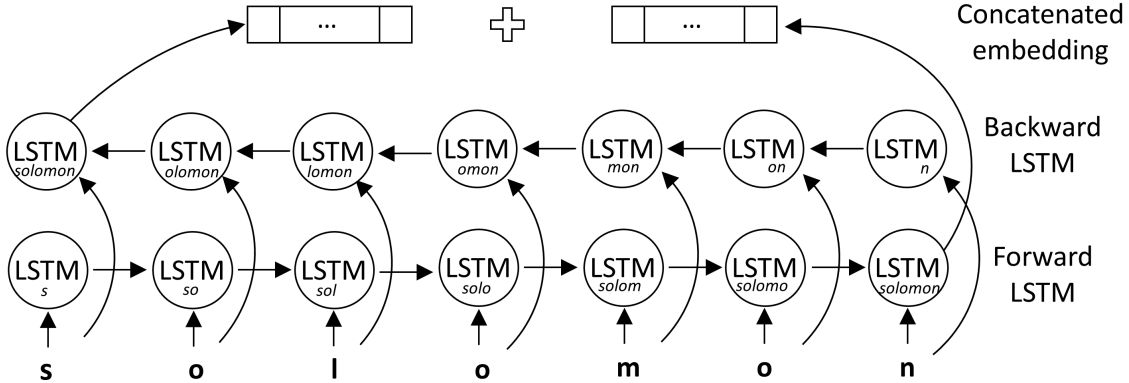 ... ... Concatenated
embedding
LSTM LSTM LSTM LSTM LSTM LSTM LSTM Backward
solomon olomon lomon omon mon on n LSTM
LSTM LSTM LSTM LSTM LSTM LSTM LSTM Forward
s so sol solo solom solomo solomon LSTM
s o l o m o n